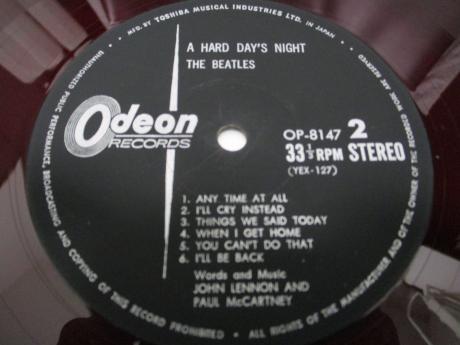 MFD. BY TOSHIBA MUSICAL INDUSTRIES LTD. IN JAPAN. • ALL RIGHTS OF THE MANUFACTURER AND OF THE OWNER OF THE RECORDED WORK ARE RESERVED
UNAUTHORIZED PUBLIC PERFORMANCE, BROADCASTING AND COPYING OF THIS RECORD PROHIBITED •
A HARD DAY'S NIGHT
THE BEATLES
Odeon
RECORDS
OP-8147 2
33⅓ RPM STEREO
(YEX-127)
1. ANY TIME AT ALL
2. I'LL CRY INSTEAD
3. THINGS WE SAID TODAY
4. WHEN I GET HOME
5. YOU CAN'T DO THAT
6. I'LL BE BACK
Words and Music
JOHN LENNON AND
PAUL McCARTNEY